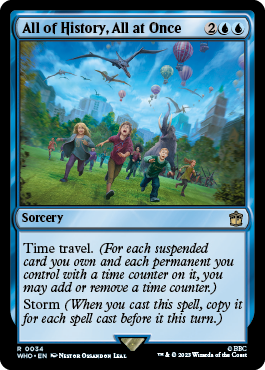 All of History, All at Once 2
Sorcery
Time travel. (For each suspended
card you own and each permanent you
control with a time counter on it, you
may add or remove a time counter.)
Storm (When you cast this spell, copy it
for each spell cast before it this turn.)
R 0034 © BBC
WHO • EN Nestor Ossandon Leal ™ & © 2023 Wizards of the Coast